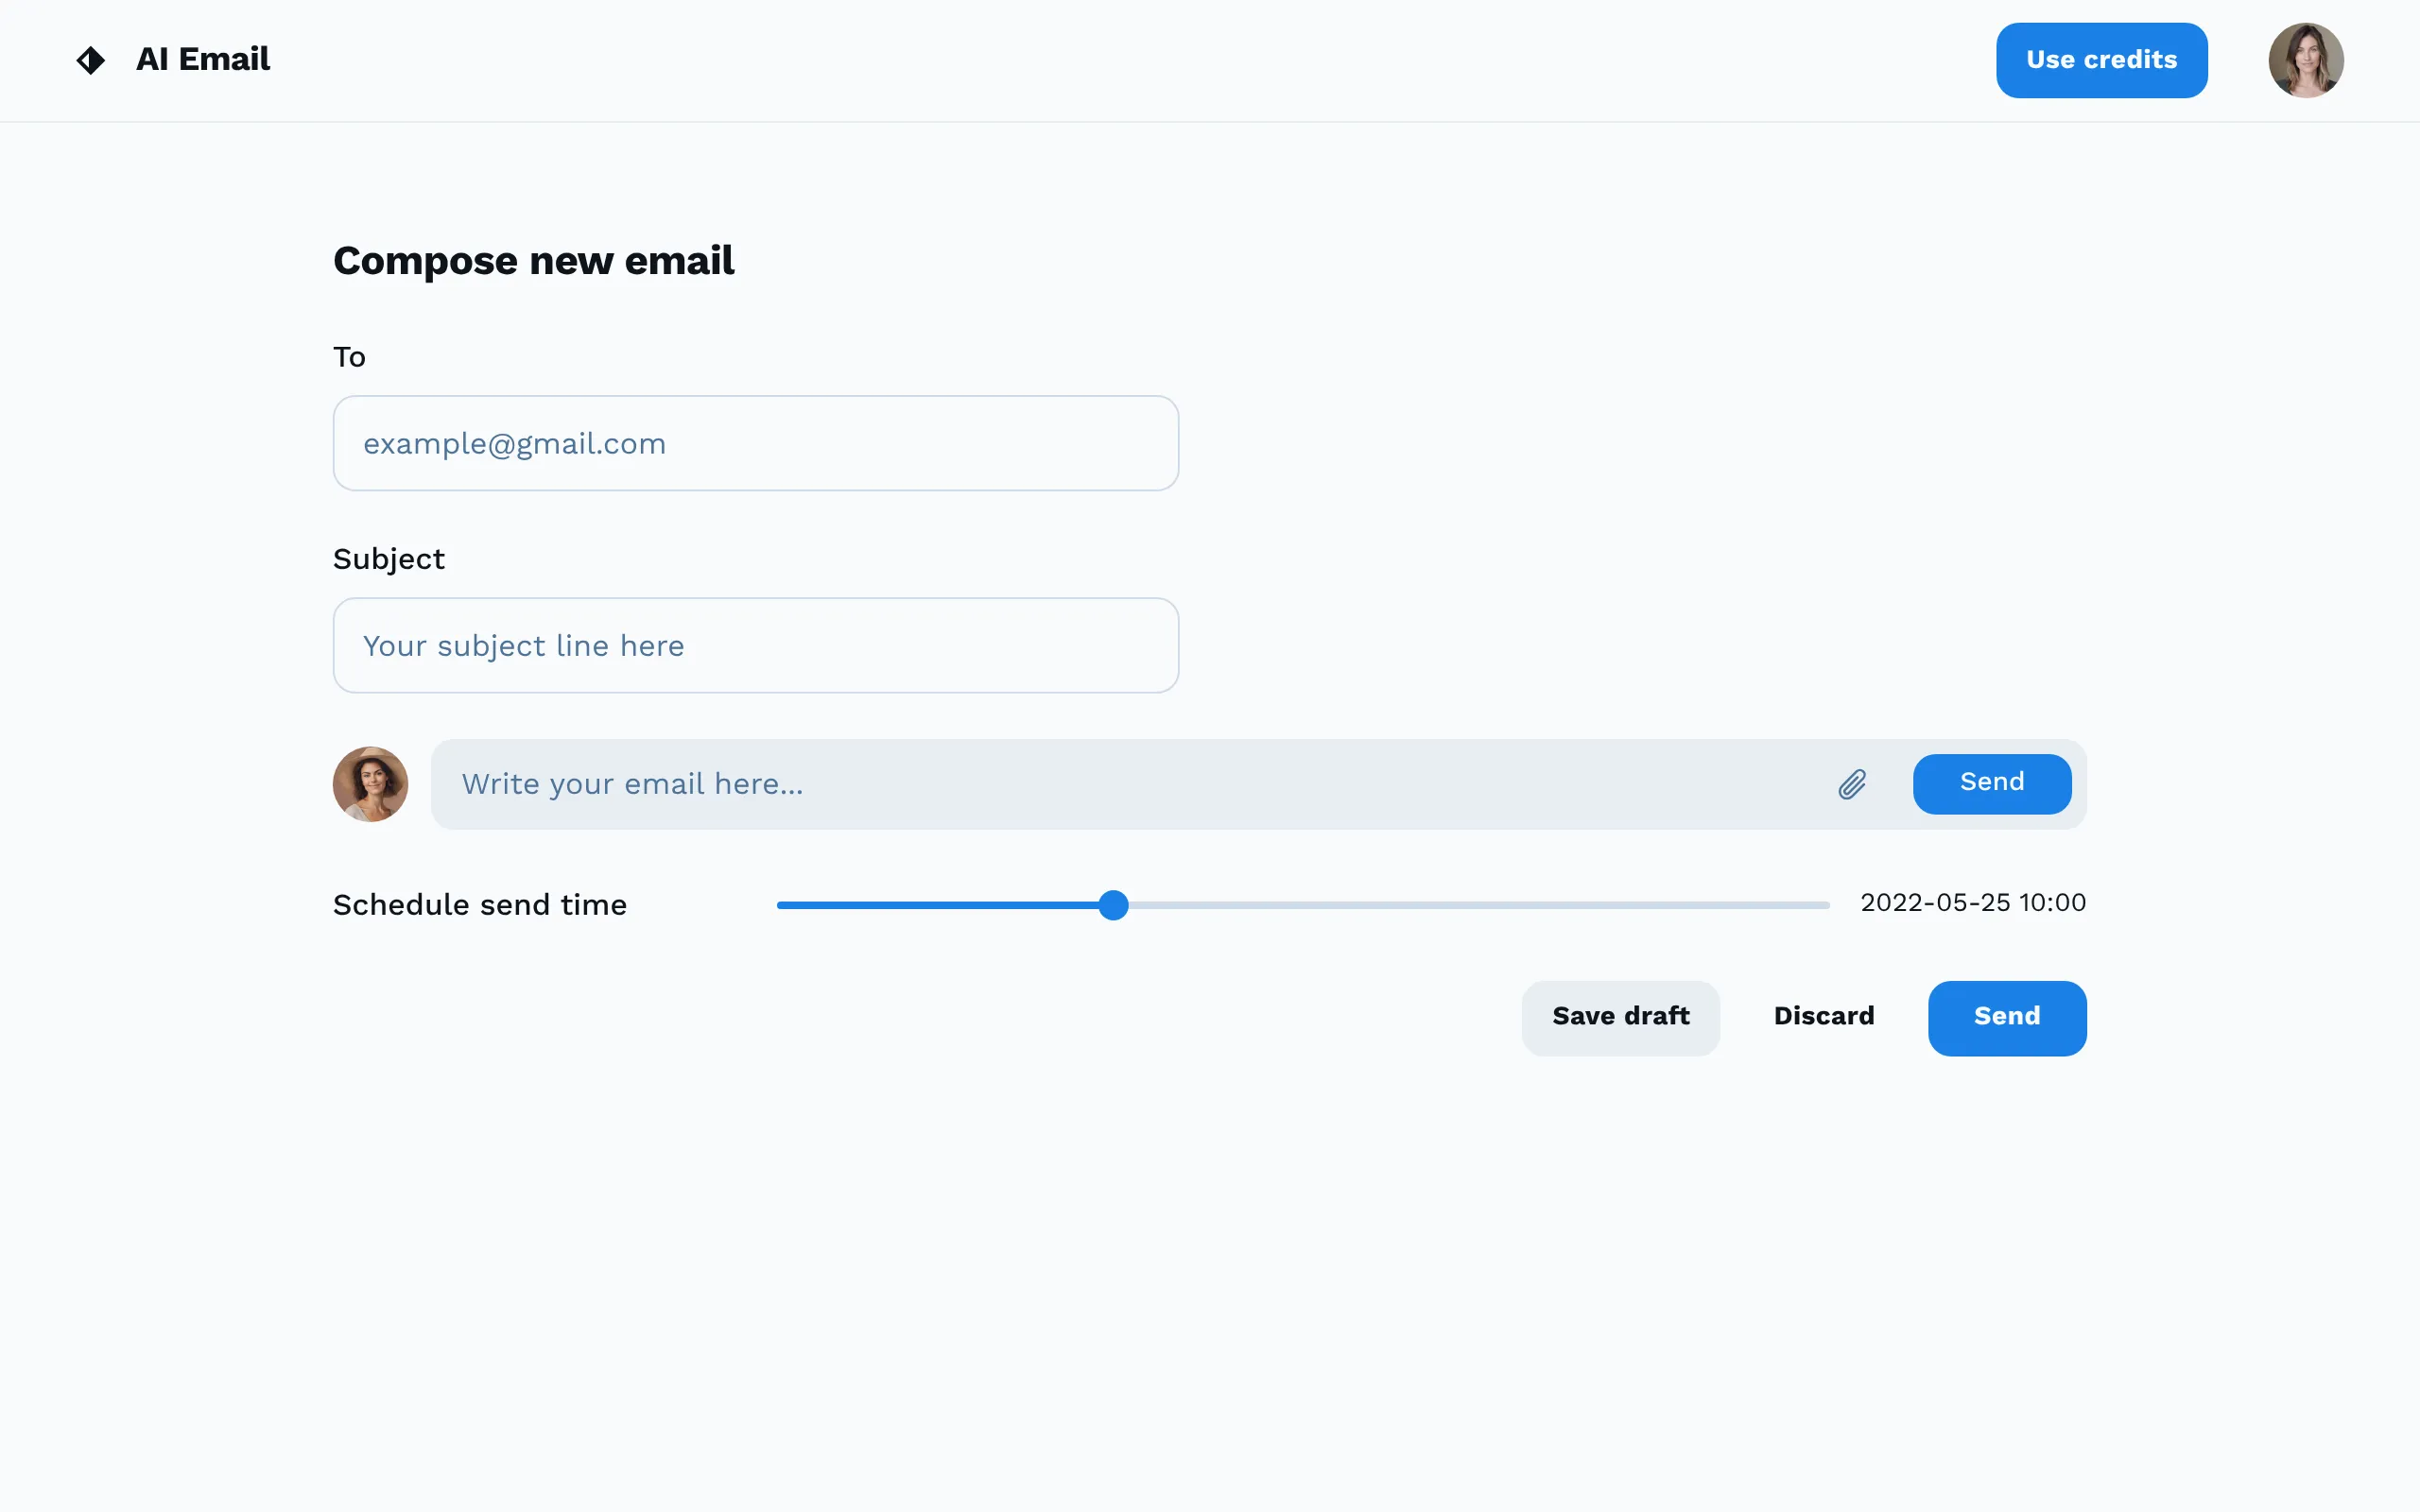 AI Email
Use credits
Compose new email
To
example@gmail.com
Subject
Your subject line here
Write your email here...
Send
Schedule send time
2022-05-25 10:00
Save draft
Discard
Send